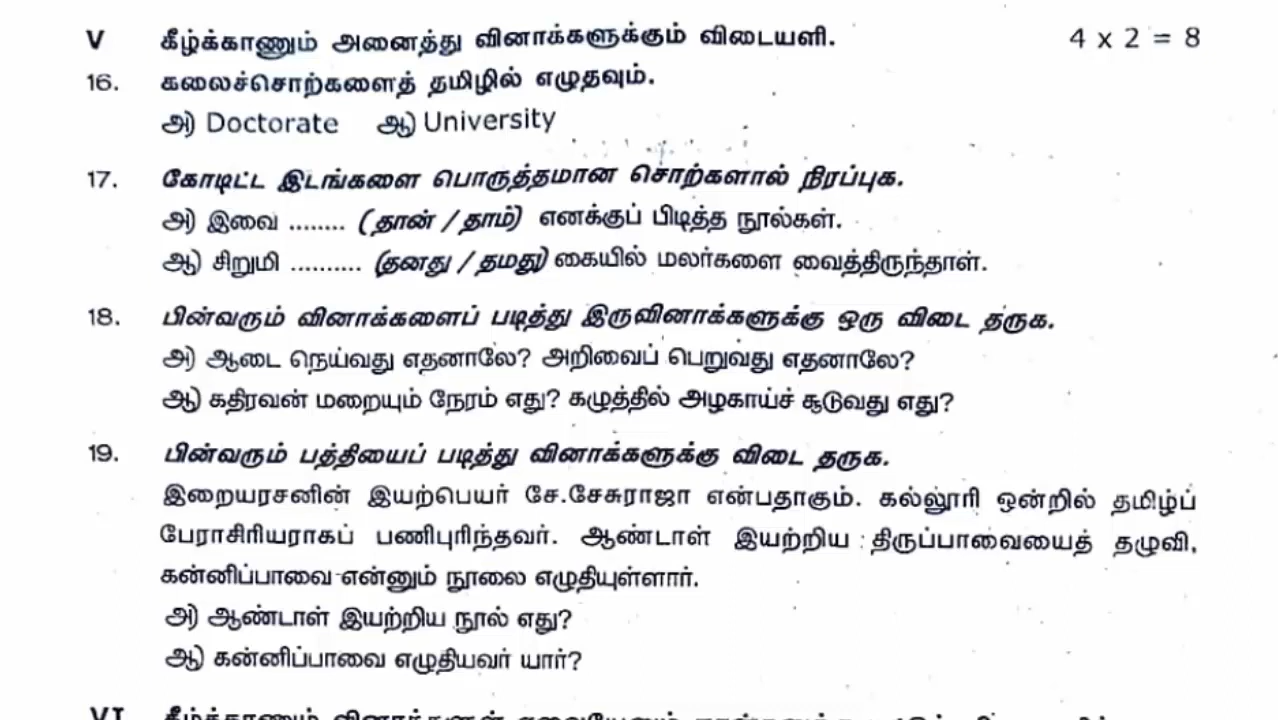 V கீழ்க்காணும் அனைத்து வினாக்களுக்கும் விடையளி. 4 x 2 = 8
16. கலைச்சொற்களைத் தமிழில் எழுதவும்.
அ) Doctorate ஆ) University
17. கோடிட்ட இடங்களை பொருத்தமான சொற்களால் நிரப்புக.
அ) இவை ........ (தான் / தாம்) எனக்குப் பிடித்த நூல்கள்.
ஆ) சிறுமி .......... (தனது / தமது) கையில் மலர்களை வைத்திருந்தாள்.
18. பின்வரும் வினாக்களைப் படித்து இருவினாக்களுக்கு ஒரு விடை தருக.
அ) ஆடை நெய்வது எதனாலே? அறிவைப் பெறுவது எதனாலே?
ஆ) கதிரவன் மறையும் நேரம் எது? கழுத்தில் அழகாய்ச் சூடுவது எது?
19. பின்வரும் பத்தியைப் படித்து வினாக்களுக்கு விடை தருக.
இறையரசனின் இயற்பெயர் சே.சேசுராஜா என்பதாகும். கல்லூரி ஒன்றில் தமிழ்ப்
பேராசிரியராகப் பணிபுரிந்தவர். ஆண்டாள் இயற்றிய திருப்பாவையைத் தழுவி,
கன்னிப்பாவை என்னும் நூலை எழுதியுள்ளார்.
அ) ஆண்டாள் இயற்றிய நூல் எது?
ஆ) கன்னிப்பாவை எழுதியவர் யார்?
VI கீழ்க்காணும்